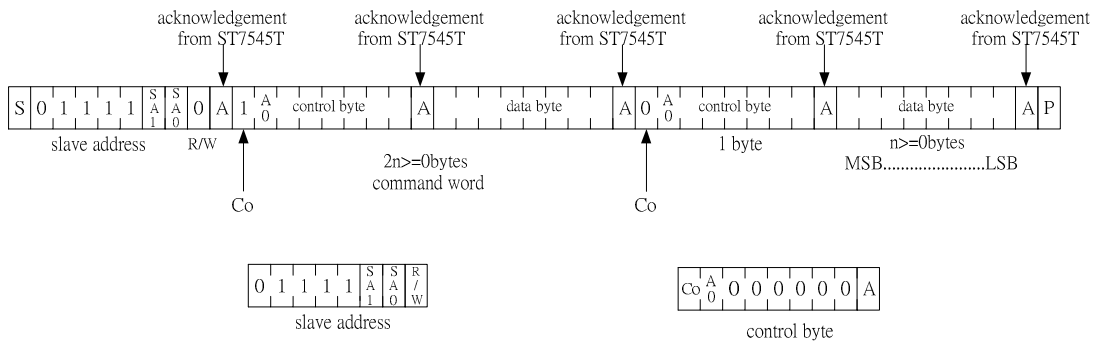 acknowledgement acknowledgement acknowledgement acknowledgement acknowledgement
from ST7545T from ST7545T from ST7545T from ST7545T from ST7545T
S 0 1 1 1 1 SA1 SA0 0 A 1 A0 control byte A data byte A 0 A0 control byte A data byte A P
slave address R/W 1 byte n>=0bytes
2n>=0bytes MSB.......................LSB
command word
Co Co
0 1 1 1 1 SA1 SA0 R/W Co A0 0 0 0 0 0 0 A
slave address control byte